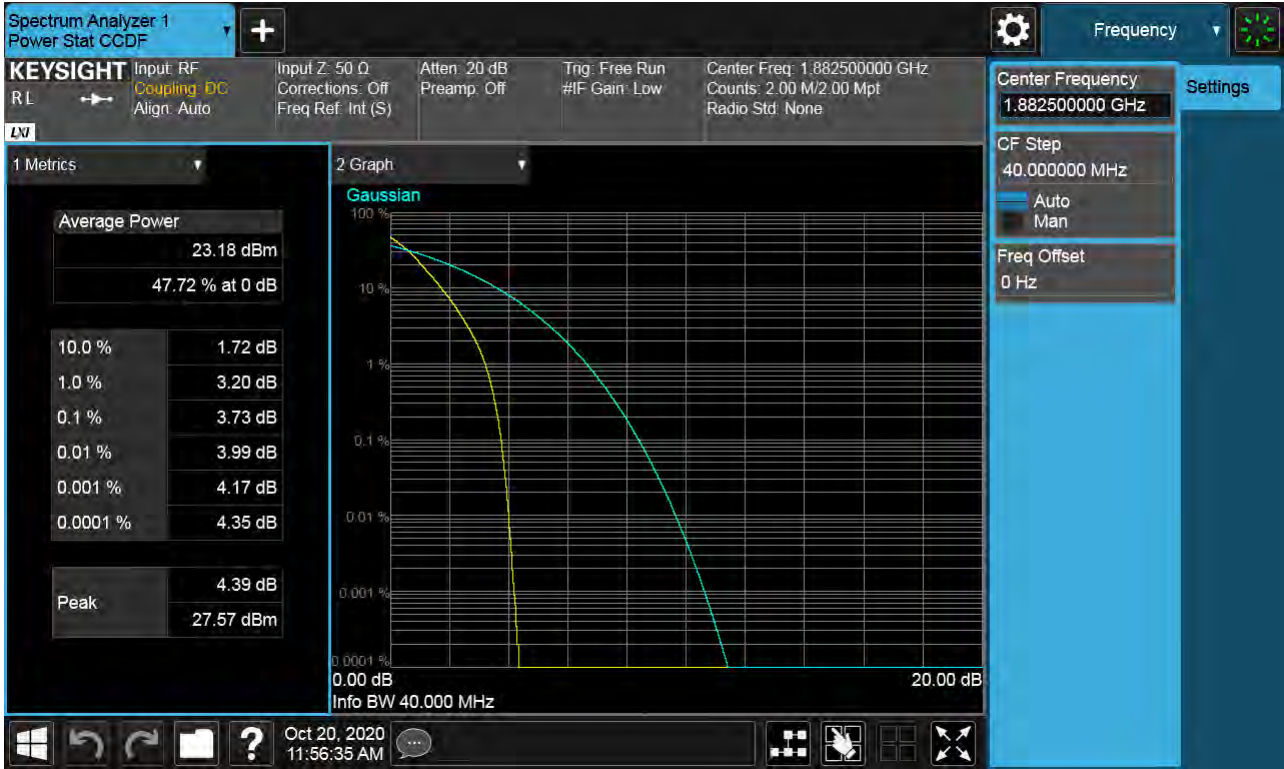 Spectrum Analyzer 1
Power Stat CCDF
+
Frequency
KEYSIGHT
RL
LXI
Input: RF
Coupling: DC
Align: Auto
Input Z: 50 Ω
Corrections: Off
Freq Ref: Int (S)
Atten: 20 dB
Preamp: Off
Trig: Free Run
#IF Gain: Low
Center Freq: 1.882500000 GHz
Counts: 2.00 M/2.00 Mpt
Radio Std: None
Center Frequency
1.882500000 GHz
Settings
CF Step
40.000000 MHz
Auto
Man
Freq Offset
0 Hz
1 Metrics
Average Power
23.18 dBm
47.72 % at 0 dB
10.0 % 1.72 dB
1.0 % 3.20 dB
0.1 % 3.73 dB
0.01 % 3.99 dB
0.001 % 4.17 dB
0.0001 % 4.35 dB
Peak
4.39 dB
27.57 dBm
2 Graph
Gaussian
100 %
10 %
1 %
0.1 %
0.01 %
0.001 %
0.0001 %
0.00 dB 20.00 dB
Info BW 40.000 MHz
?
Oct 20, 2020
11:56:35 AM